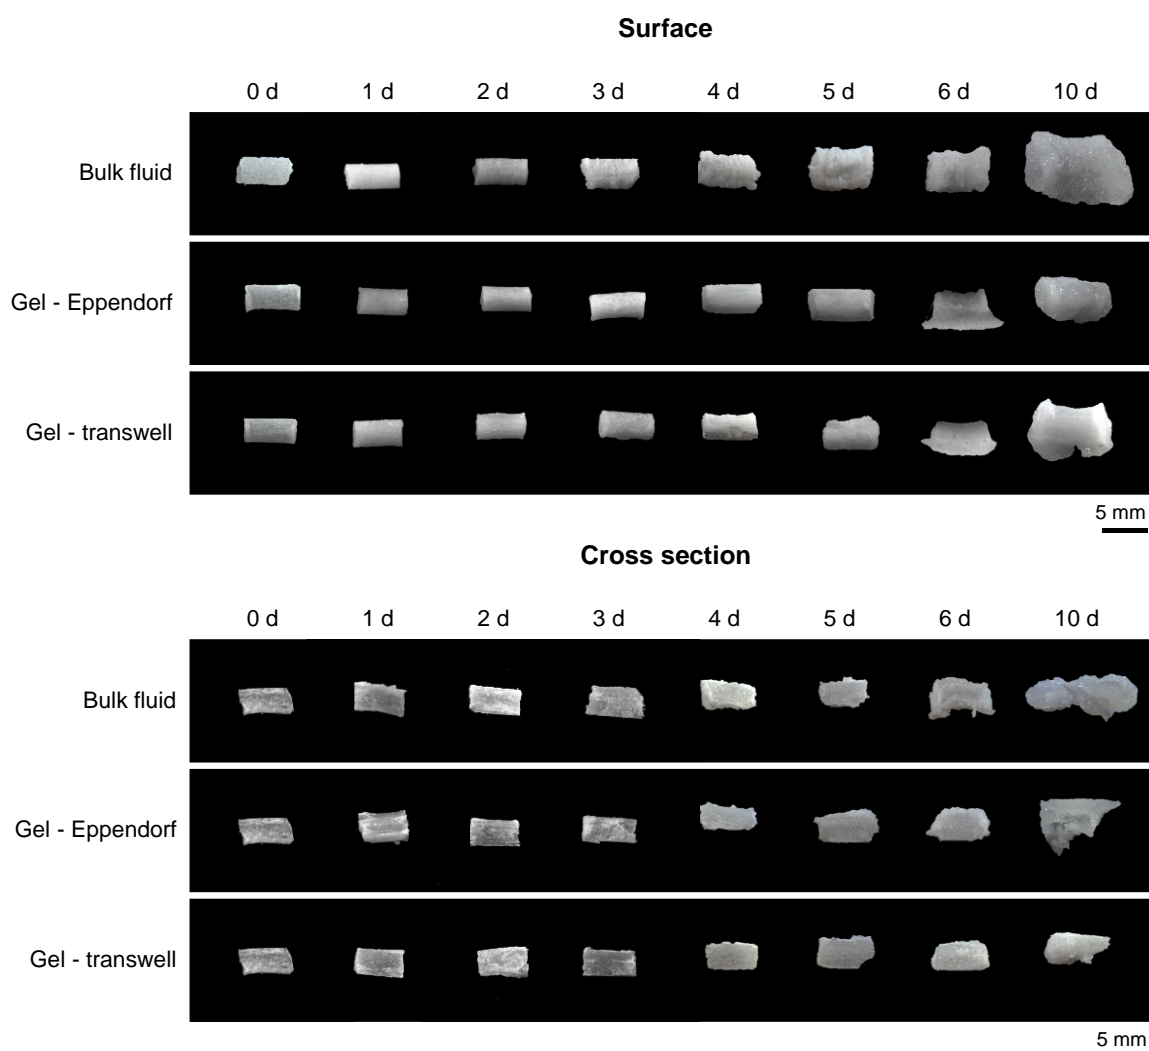 Surface
0 d 1 d 2 d 3 d 4 d 5 d 6 d 10 d
Bulk fluid
Gel - Eppendorf
Gel - transwell
5 mm
Cross section
0 d 1 d 2 d 3 d 4 d 5 d 6 d 10 d
Bulk fluid
Gel - Eppendorf
Gel - transwell
5 mm